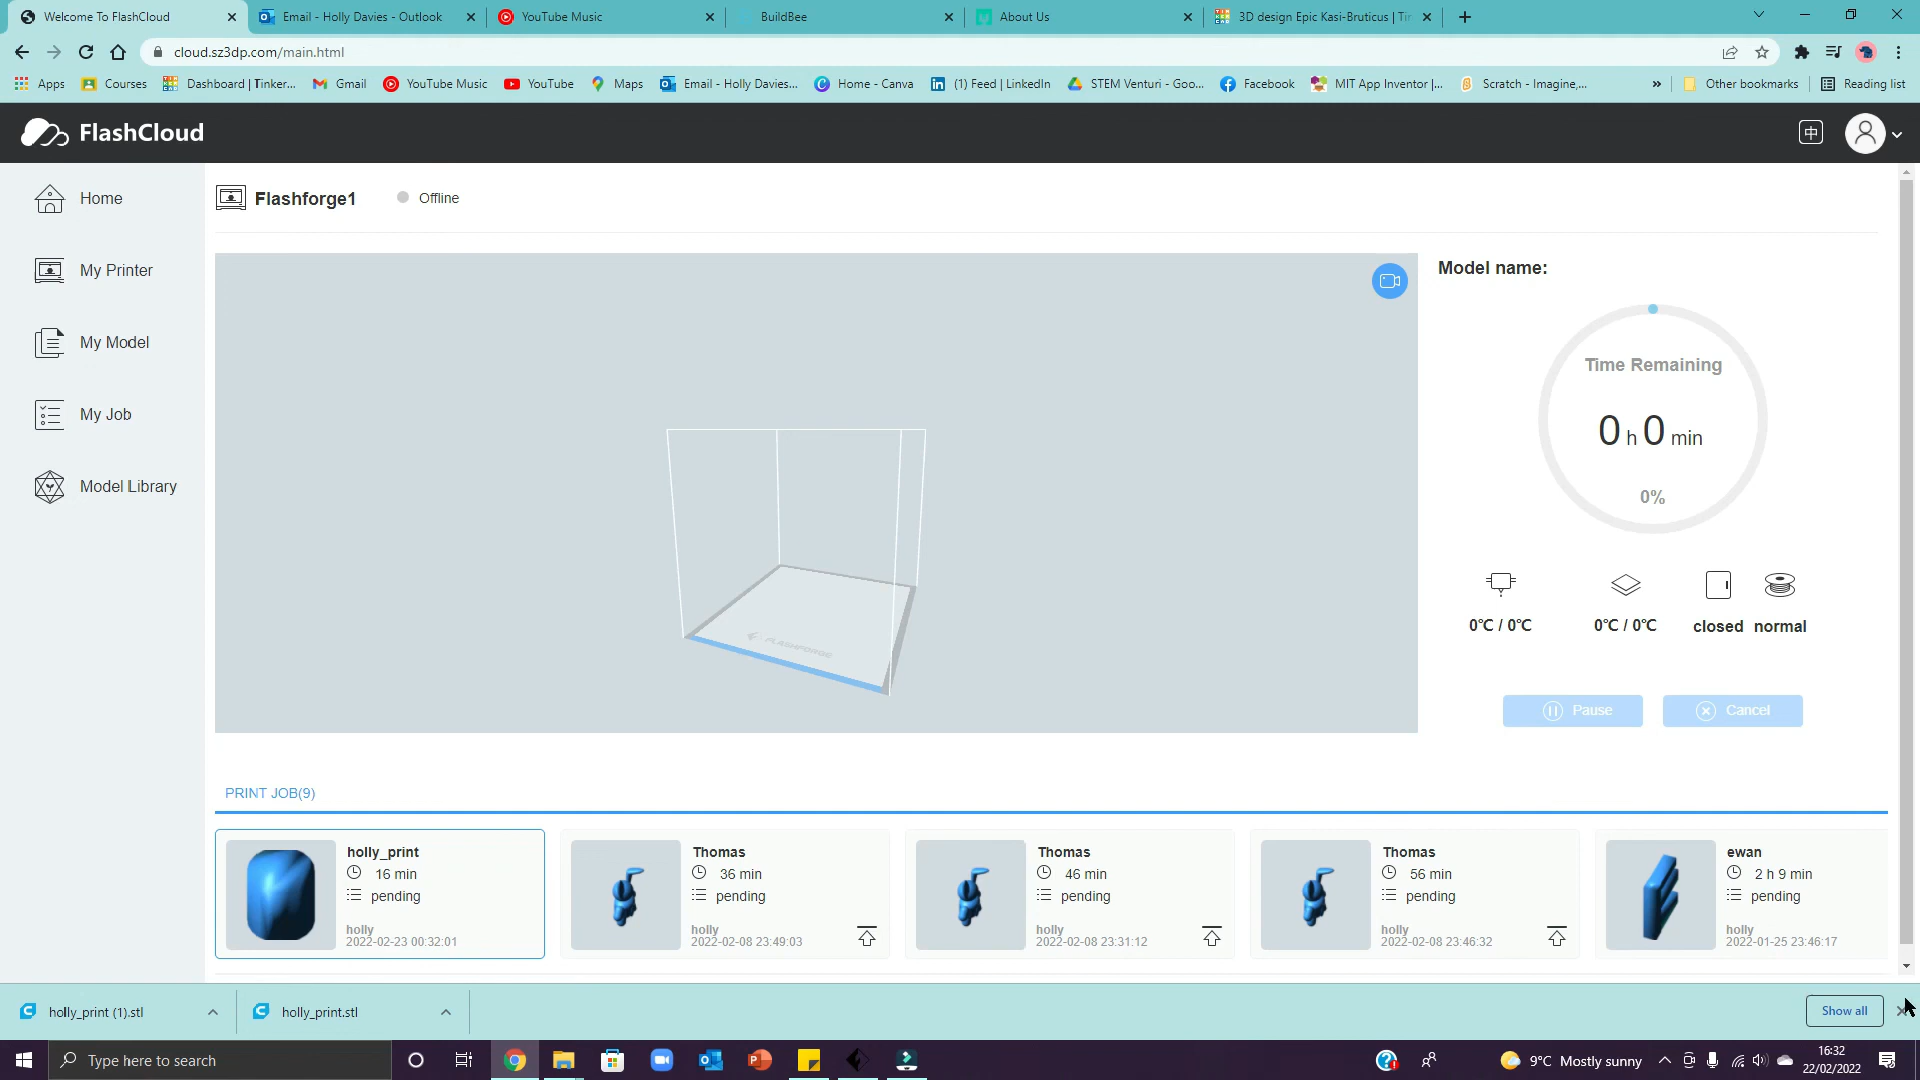 Welcome To FlashCloud
Email - Holly Davies - Outlook
YouTube Music
BuildBee
About Us
3D design Epic Kasi-Bruticus | Tin
cloud.sz3dp.com/main.html
Apps
Courses
Dashboard | Tinker...
Gmail
YouTube Music
YouTube
Maps
Email - Holly Davies...
Home - Canva
(1) Feed | LinkedIn
STEM Venturi - Goo...
Facebook
MIT App Inventor |...
Scratch - Imagine,...
»
Other bookmarks
Reading list
FlashCloud
中
Home
My Printer
My Model
My Job
Model Library
Flashforge1
Offline
FLASHFORGE
Model name:
Time Remaining
0 h 0 min
0%
0℃ / 0℃
0℃ / 0℃
closed
normal
Pause
Cancel
PRINT JOB(9)
holly_print
16 min
pending
holly
2022-02-23 00:32:01
Thomas
36 min
pending
holly
2022-02-08 23:49:03
Thomas
46 min
pending
holly
2022-02-08 23:31:12
Thomas
56 min
pending
holly
2022-02-08 23:46:32
ewan
2 h 9 min
pending
holly
2022-01-25 23:46:17
holly_print (1).stl
holly_print.stl
Show all
Type here to search
9°C Mostly sunny
16:32
22/02/2022